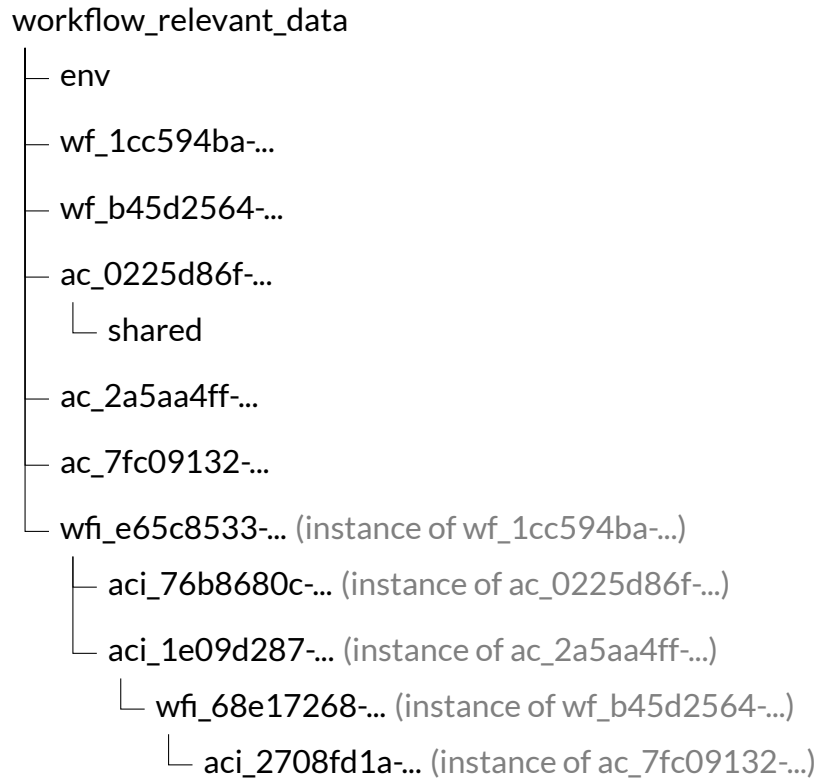 workflow_relevant_data
env
wf_1cc594ba-...
wf_b45d2564-...
ac_0225d86f-...
shared
ac_2a5aa4ff-...
ac_7fc09132-...
wfi_e65c8533-... (instance of wf_1cc594ba-...)
aci_76b8680c-... (instance of ac_0225d86f-...)
aci_1e09d287-... (instance of ac_2a5aa4ff-...)
wfi_68e17268-... (instance of wf_b45d2564-...)
aci_2708fd1a-... (instance of ac_7fc09132-...)